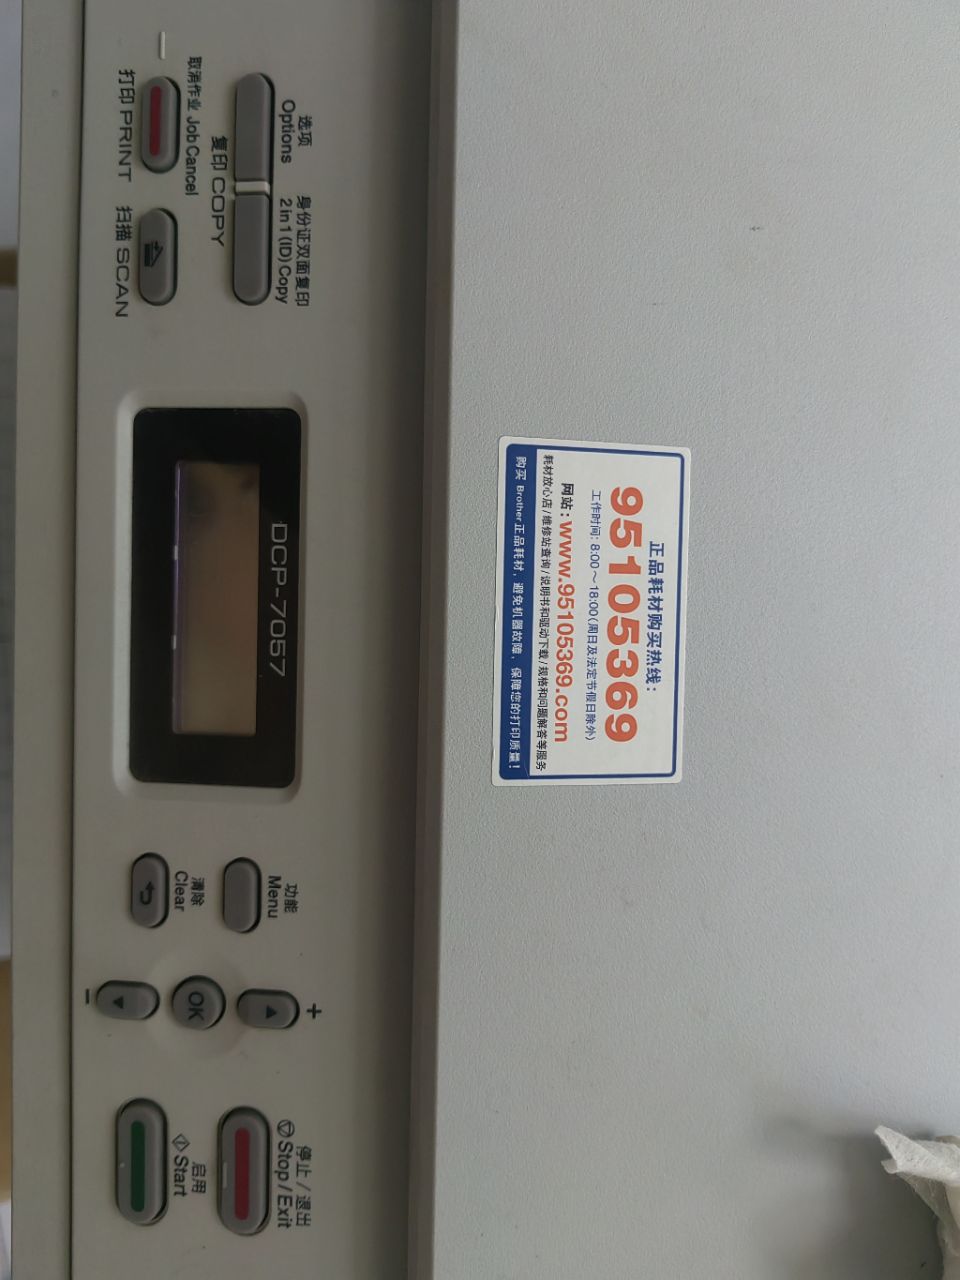 正品耗材购买热线：
95105369
工作时间: 8:00～18:00(周日及法定节假日除外)
网站：www.95105369.com
耗材放心店/维修站查询/说明书和驱动下载/规格和问题解答等服务
购买 Brother 正品耗材，避免机器故障，保障您的打印质量！
选项
Options
身份证双面复印
2 in 1 (ID) Copy
复印 COPY
取消作业 Job Cancel
打印 PRINT
扫描 SCAN
DCP-7057
功能
Menu
清除
Clear
+
OK
-
停止 / 退出
Stop / Exit
启用
Start